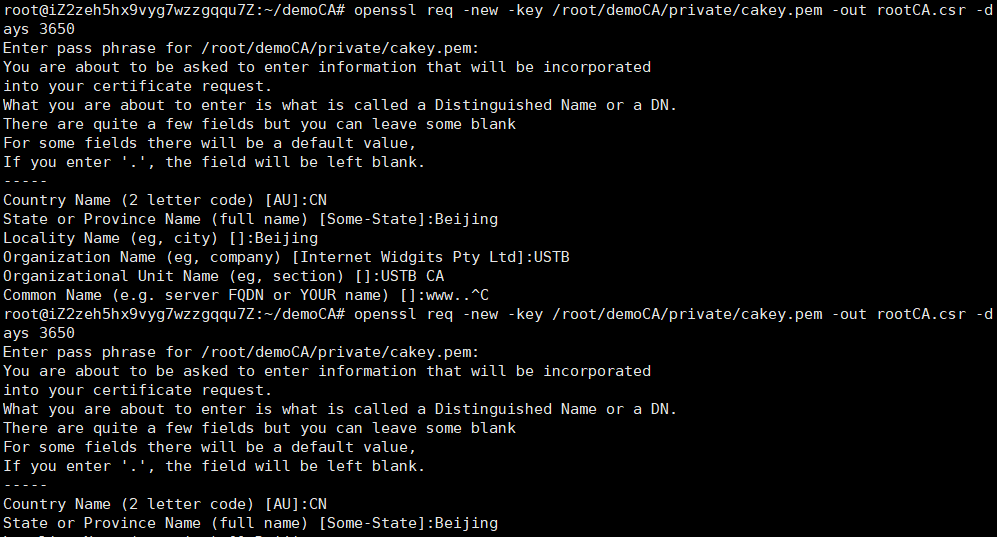 root@iZ2zeh5hx9vyg7wzzgqqu7Z:~/demoCA# openssl req -new -key /root/demoCA/private/cakey.pem -out rootCA.csr -d
ays 3650
Enter pass phrase for /root/demoCA/private/cakey.pem:
You are about to be asked to enter information that will be incorporated
into your certificate request.
What you are about to enter is what is called a Distinguished Name or a DN.
There are quite a few fields but you can leave some blank
For some fields there will be a default value,
If you enter '.', the field will be left blank.
-----
Country Name (2 letter code) [AU]:CN
State or Province Name (full name) [Some-State]:Beijing
Locality Name (eg, city) []:Beijing
Organization Name (eg, company) [Internet Widgits Pty Ltd]:USTB
Organizational Unit Name (eg, section) []:USTB CA
Common Name (e.g. server FQDN or YOUR name) []:www..^C
root@iZ2zeh5hx9vyg7wzzgqqu7Z:~/demoCA# openssl req -new -key /root/demoCA/private/cakey.pem -out rootCA.csr -d
ays 3650
Enter pass phrase for /root/demoCA/private/cakey.pem:
You are about to be asked to enter information that will be incorporated
into your certificate request.
What you are about to enter is what is called a Distinguished Name or a DN.
There are quite a few fields but you can leave some blank
For some fields there will be a default value,
If you enter '.', the field will be left blank.
-----
Country Name (2 letter code) [AU]:CN
State or Province Name (full name) [Some-State]:Beijing